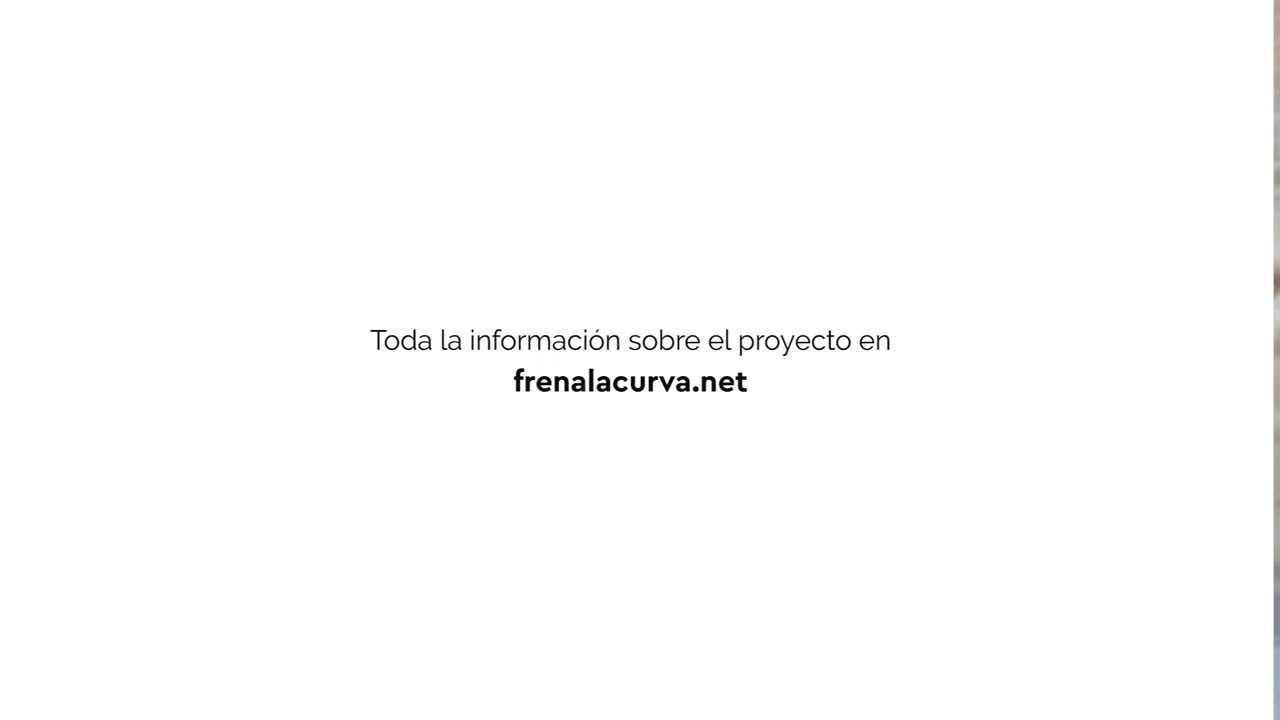 Toda la información sobre el proyecto en
frenalacurva.net